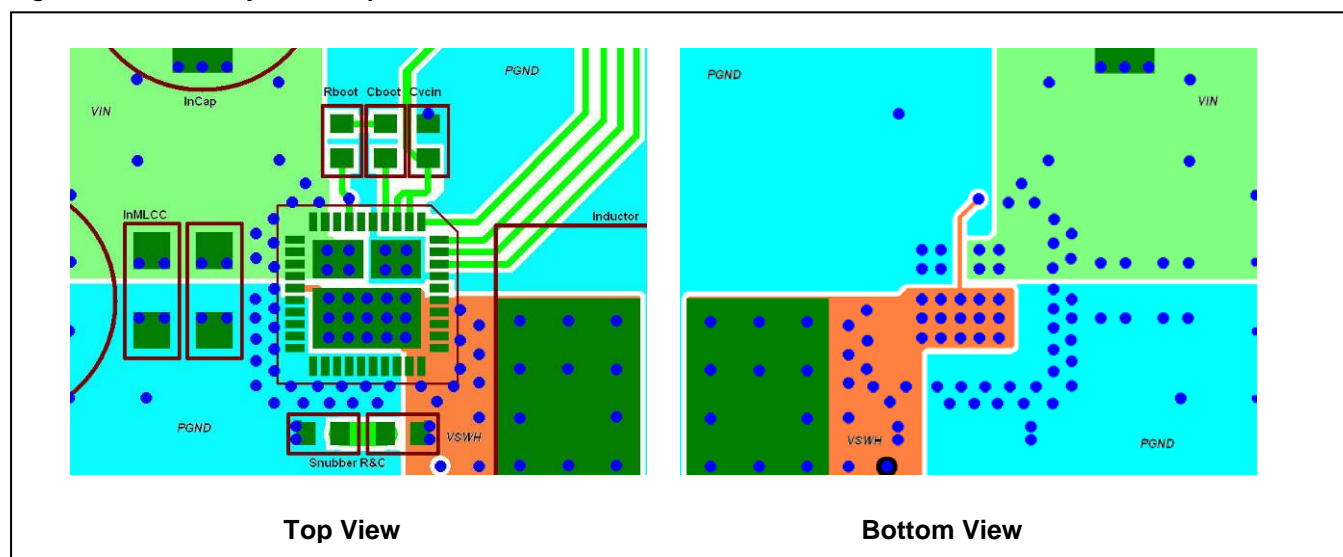 PGND
Rboot Cboot Cvcin
InCap
VIN
InMLCC
Inductor
PGND
VSWH
Snubber R&C
PGND
VIN
VSWH
PGND
Top View
Bottom View